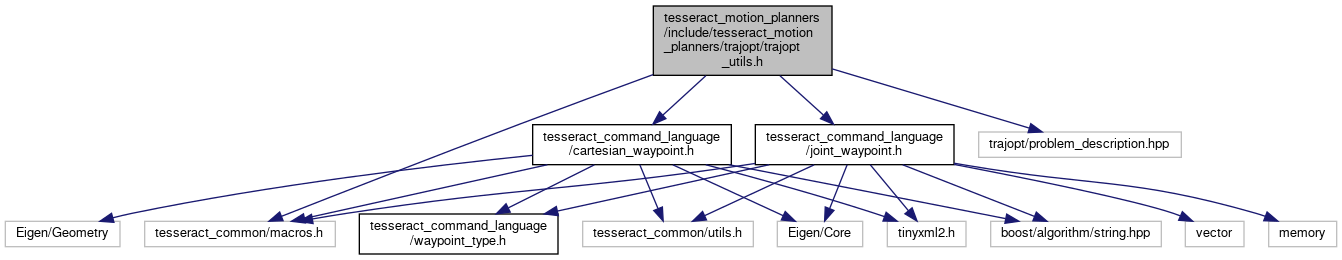 tesseract_motion_planners
/include/tesseract_motion
_planners/trajopt/trajopt
_utils.h
tesseract_command_language
/cartesian_waypoint.h
tesseract_command_language
/joint_waypoint.h
trajopt/problem_description.hpp
Eigen/Geometry
tesseract_common/macros.h
tesseract_command_language
/waypoint_type.h
tesseract_common/utils.h
Eigen/Core
tinyxml2.h
boost/algorithm/string.hpp
vector
memory